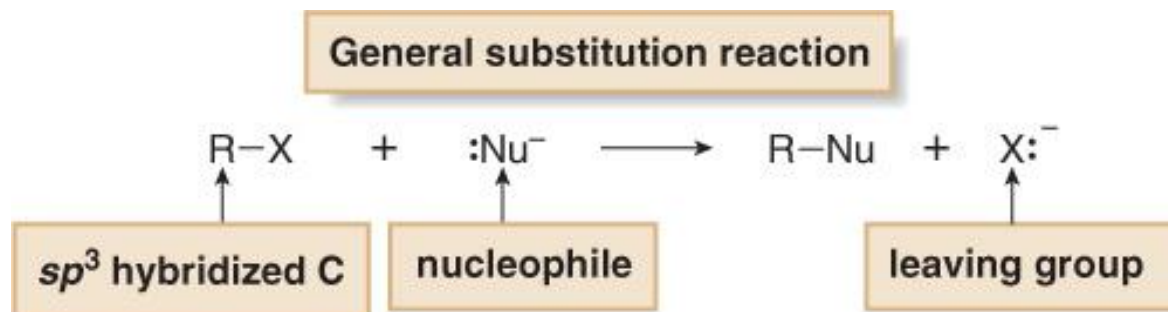 General substitution reaction
R–X + :Nu⁻ ⟶ R–Nu + X:⁻
sp³ hybridized C nucleophile leaving group